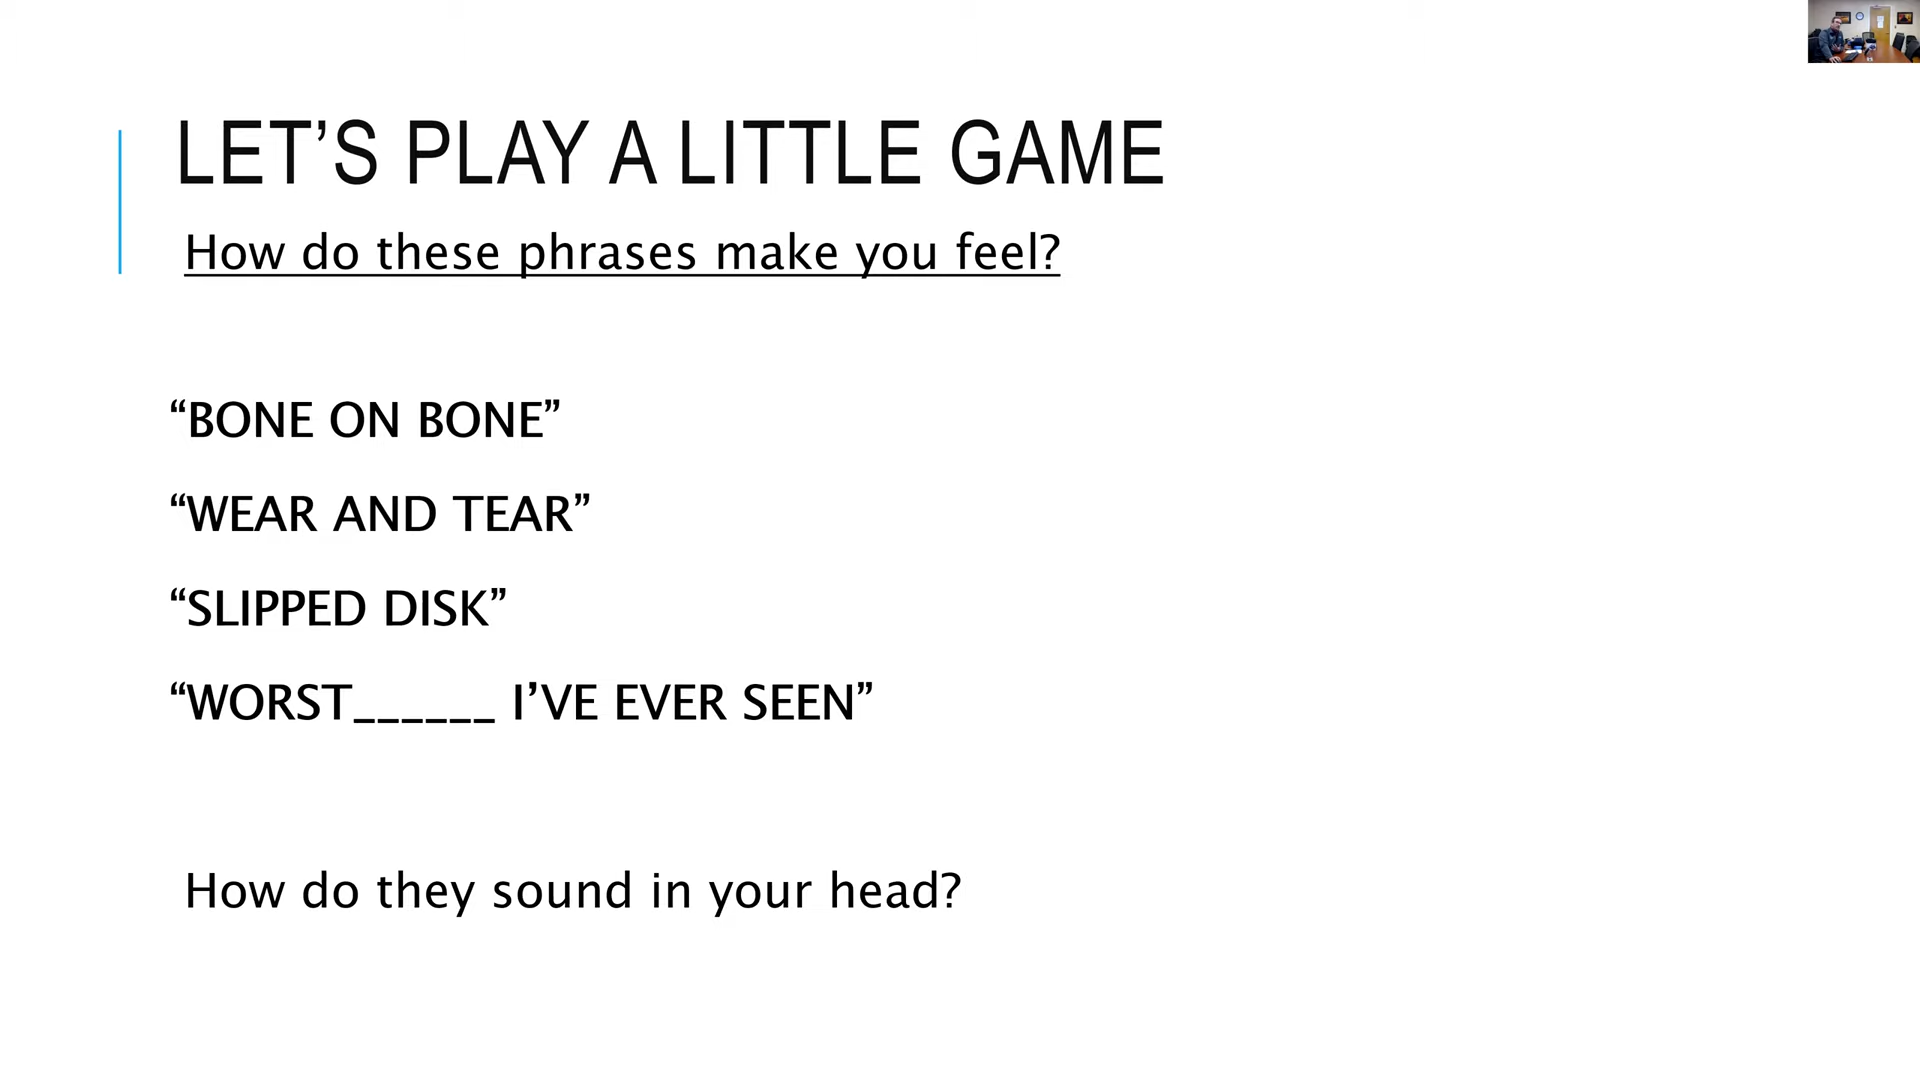 LET’S PLAY A LITTLE GAME
How do these phrases make you feel?
“BONE ON BONE”
“WEAR AND TEAR”
“SLIPPED DISK”
“WORST______ I’VE EVER SEEN”
How do they sound in your head?